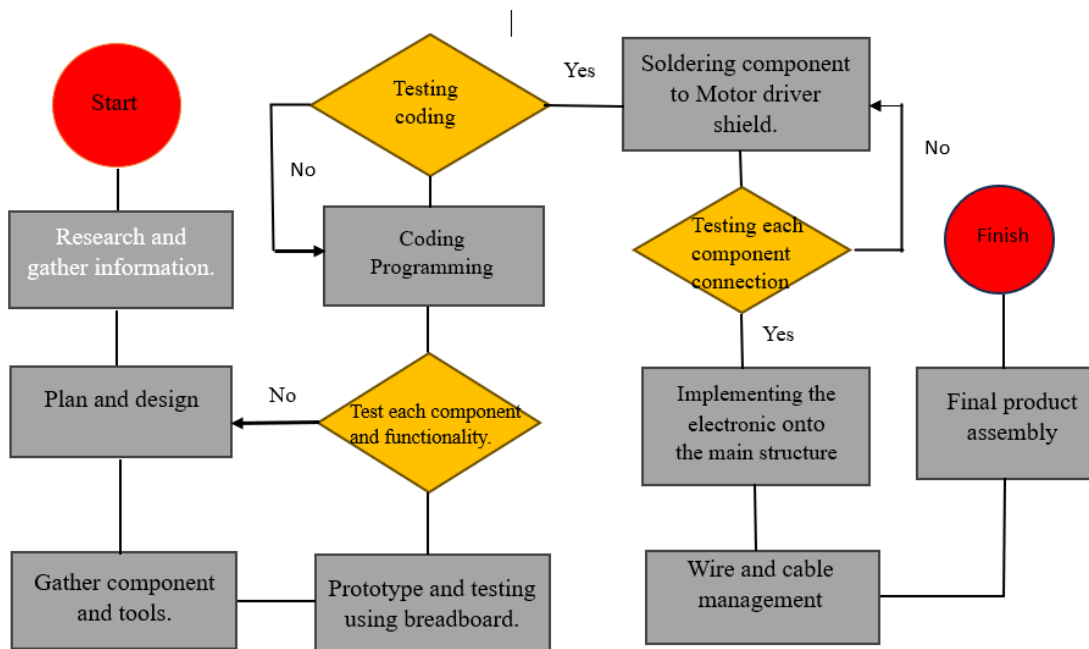 Start
Research and
gather information.
Plan and design
Gather component
and tools.
Prototype and testing
using breadboard.
Test each component
and functionality.
No
Coding
Programming
Testing
coding
No
Yes
Soldering component
to Motor driver
shield.
Testing each
component
connection
No
Yes
Implementing the
electronic onto
the main structure
Wire and cable
management
Final product
assembly
Finish